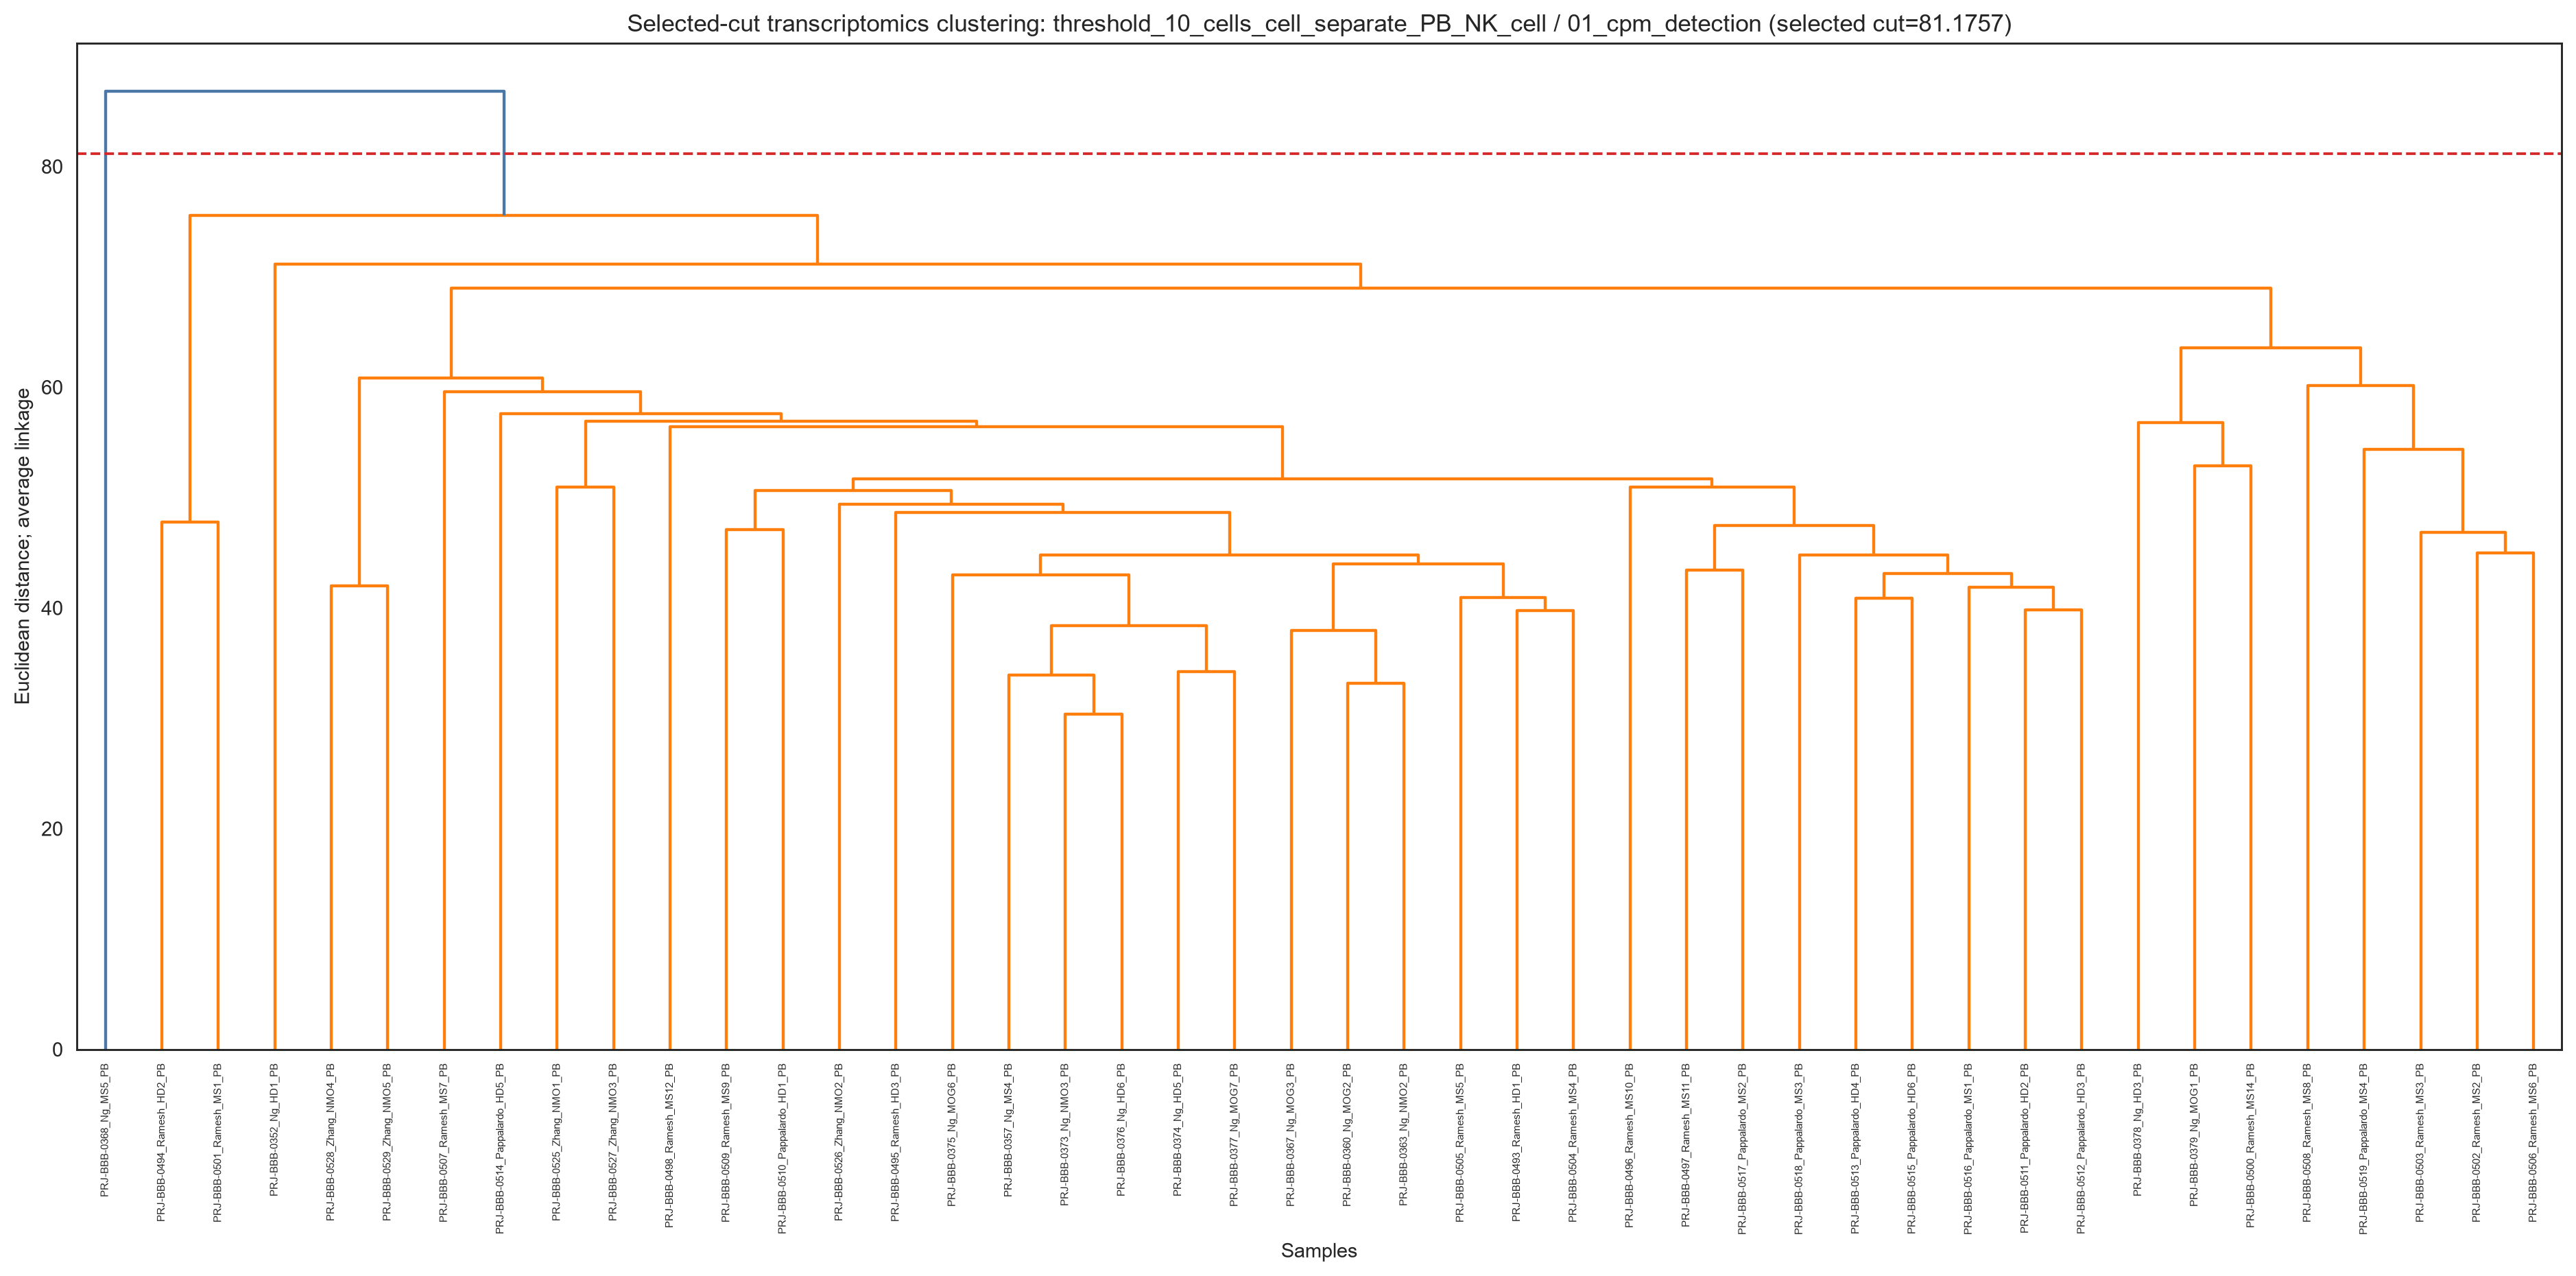 Selected-cut transcriptomics clustering: threshold_10_cells_cell_separate_PB_NK_cell / 01_cpm_detection (selected cut=81.1757)
Euclidean distance; average linkage
80
60
40
20
0
PRJ-BBB-0368_Ng_MS5_PB
PRJ-BBB-0494_Ramesh_HD2_PB
PRJ-BBB-0501_Ramesh_MS1_PB
PRJ-BBB-0352_Ng_HD1_PB
PRJ-BBB-0528_Zhang_NMO4_PB
PRJ-BBB-0529_Zhang_NMO5_PB
PRJ-BBB-0507_Ramesh_MS7_PB
PRJ-BBB-0514_Pappalardo_HD5_PB
PRJ-BBB-0525_Zhang_NMO1_PB
PRJ-BBB-0527_Zhang_NMO3_PB
PRJ-BBB-0498_Ramesh_MS12_PB
PRJ-BBB-0509_Ramesh_MS9_PB
PRJ-BBB-0510_Pappalardo_HD1_PB
PRJ-BBB-0526_Zhang_NMO2_PB
PRJ-BBB-0495_Ramesh_HD3_PB
PRJ-BBB-0375_Ng_MOG6_PB
PRJ-BBB-0357_Ng_MS4_PB
PRJ-BBB-0373_Ng_NMO3_PB
PRJ-BBB-0376_Ng_HD6_PB
PRJ-BBB-0374_Ng_HD5_PB
PRJ-BBB-0377_Ng_MOG7_PB
PRJ-BBB-0367_Ng_MOG3_PB
PRJ-BBB-0360_Ng_MOG2_PB
PRJ-BBB-0363_Ng_NMO2_PB
PRJ-BBB-0505_Ramesh_MS5_PB
PRJ-BBB-0493_Ramesh_HD1_PB
PRJ-BBB-0504_Ramesh_MS4_PB
PRJ-BBB-0496_Ramesh_MS10_PB
PRJ-BBB-0497_Ramesh_MS11_PB
PRJ-BBB-0517_Pappalardo_MS2_PB
PRJ-BBB-0518_Pappalardo_MS3_PB
PRJ-BBB-0513_Pappalardo_HD4_PB
PRJ-BBB-0515_Pappalardo_HD6_PB
PRJ-BBB-0516_Pappalardo_MS1_PB
PRJ-BBB-0511_Pappalardo_HD2_PB
PRJ-BBB-0512_Pappalardo_HD3_PB
PRJ-BBB-0378_Ng_HD3_PB
PRJ-BBB-0379_Ng_MOG1_PB
PRJ-BBB-0500_Ramesh_MS14_PB
PRJ-BBB-0508_Ramesh_MS8_PB
PRJ-BBB-0519_Pappalardo_MS4_PB
PRJ-BBB-0503_Ramesh_MS3_PB
PRJ-BBB-0502_Ramesh_MS2_PB
PRJ-BBB-0506_Ramesh_MS6_PB
Samples